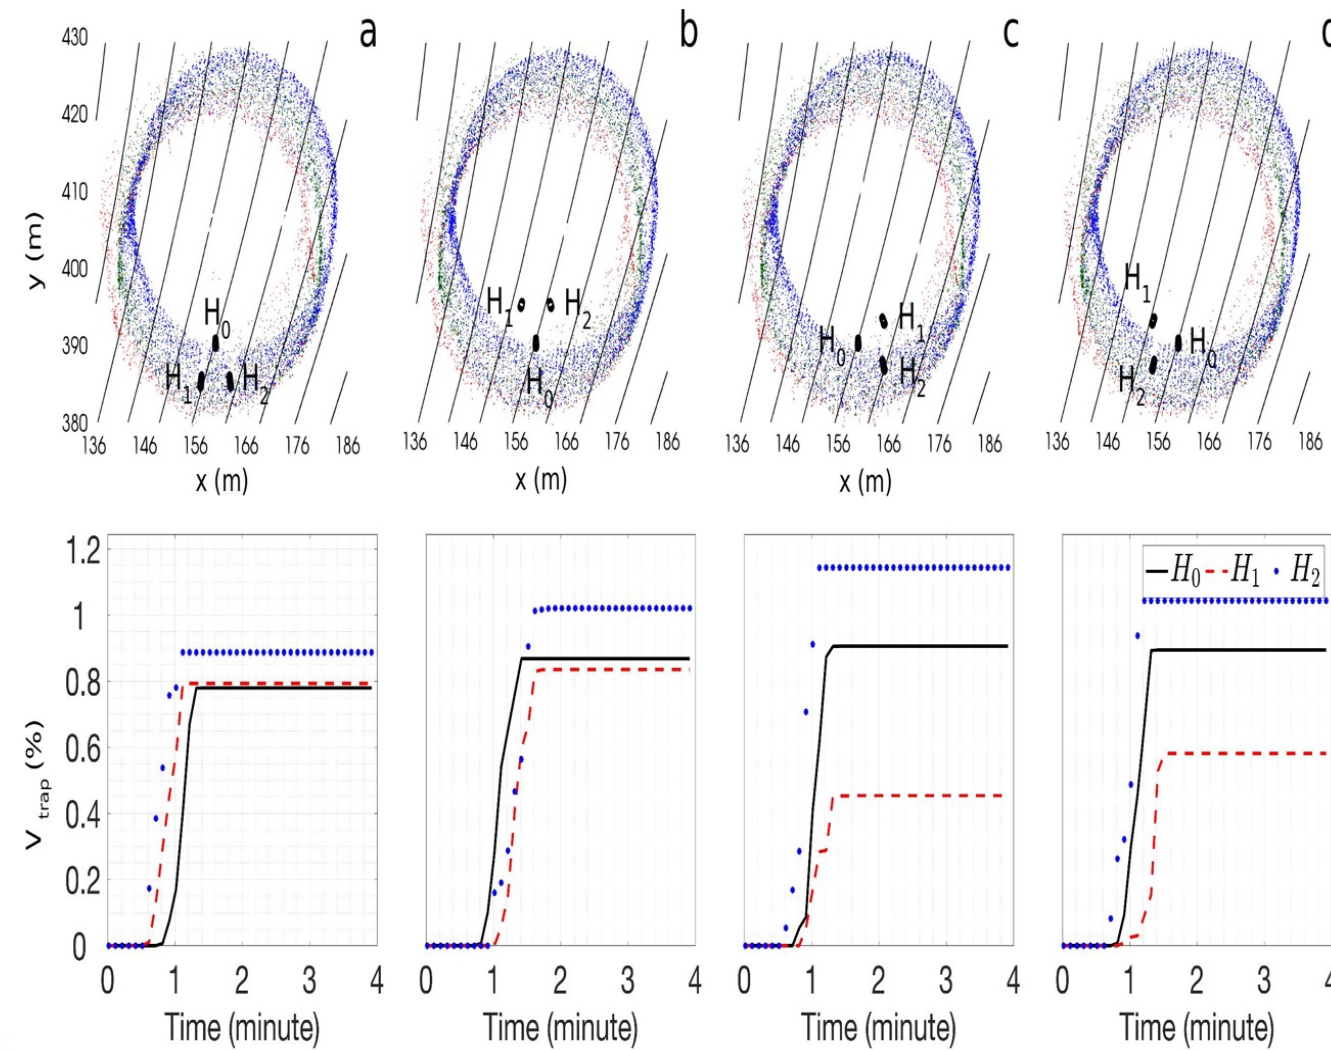 a b c d
430
420
410
400
390
380
y (m)
H0 H1 H2
H1 H2 H0
H0 H1 H2
H1 H0 H2
136 146 156 166 176 186
136 146 156 166 176 186
136 146 156 166 176 186
136 146 156 166 176 186
x (m) x (m) x (m)
1.2
1
0.8
0.6
0.4
0.2
0
V trap (%)
H0 H1 H2
0 1 2 3 4
0 1 2 3 4
0 1 2 3 4
0 1 2 3 4
Time (minute) Time (minute) Time (minute) Time (minute)